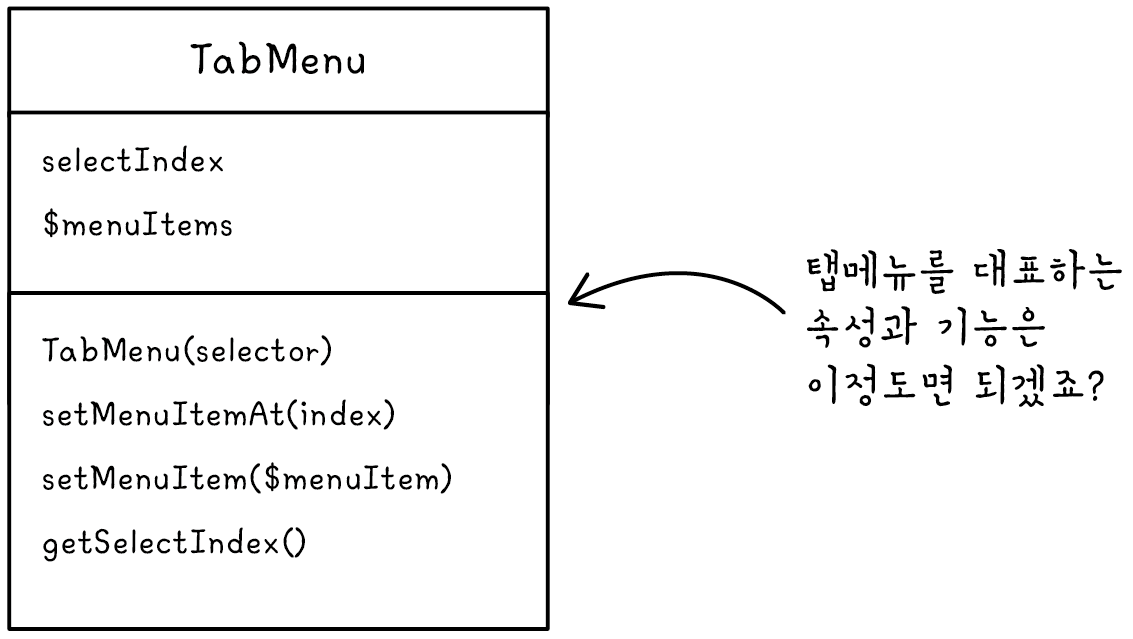 TabMenu
selectIndex
$menuItems
TabMenu(selector)
setMenuItemAt(index)
setMenuItem($menuItem)
getSelectIndex()
탭메뉴를 대표하는
속성과 기능은
이정도면 되겠죠?